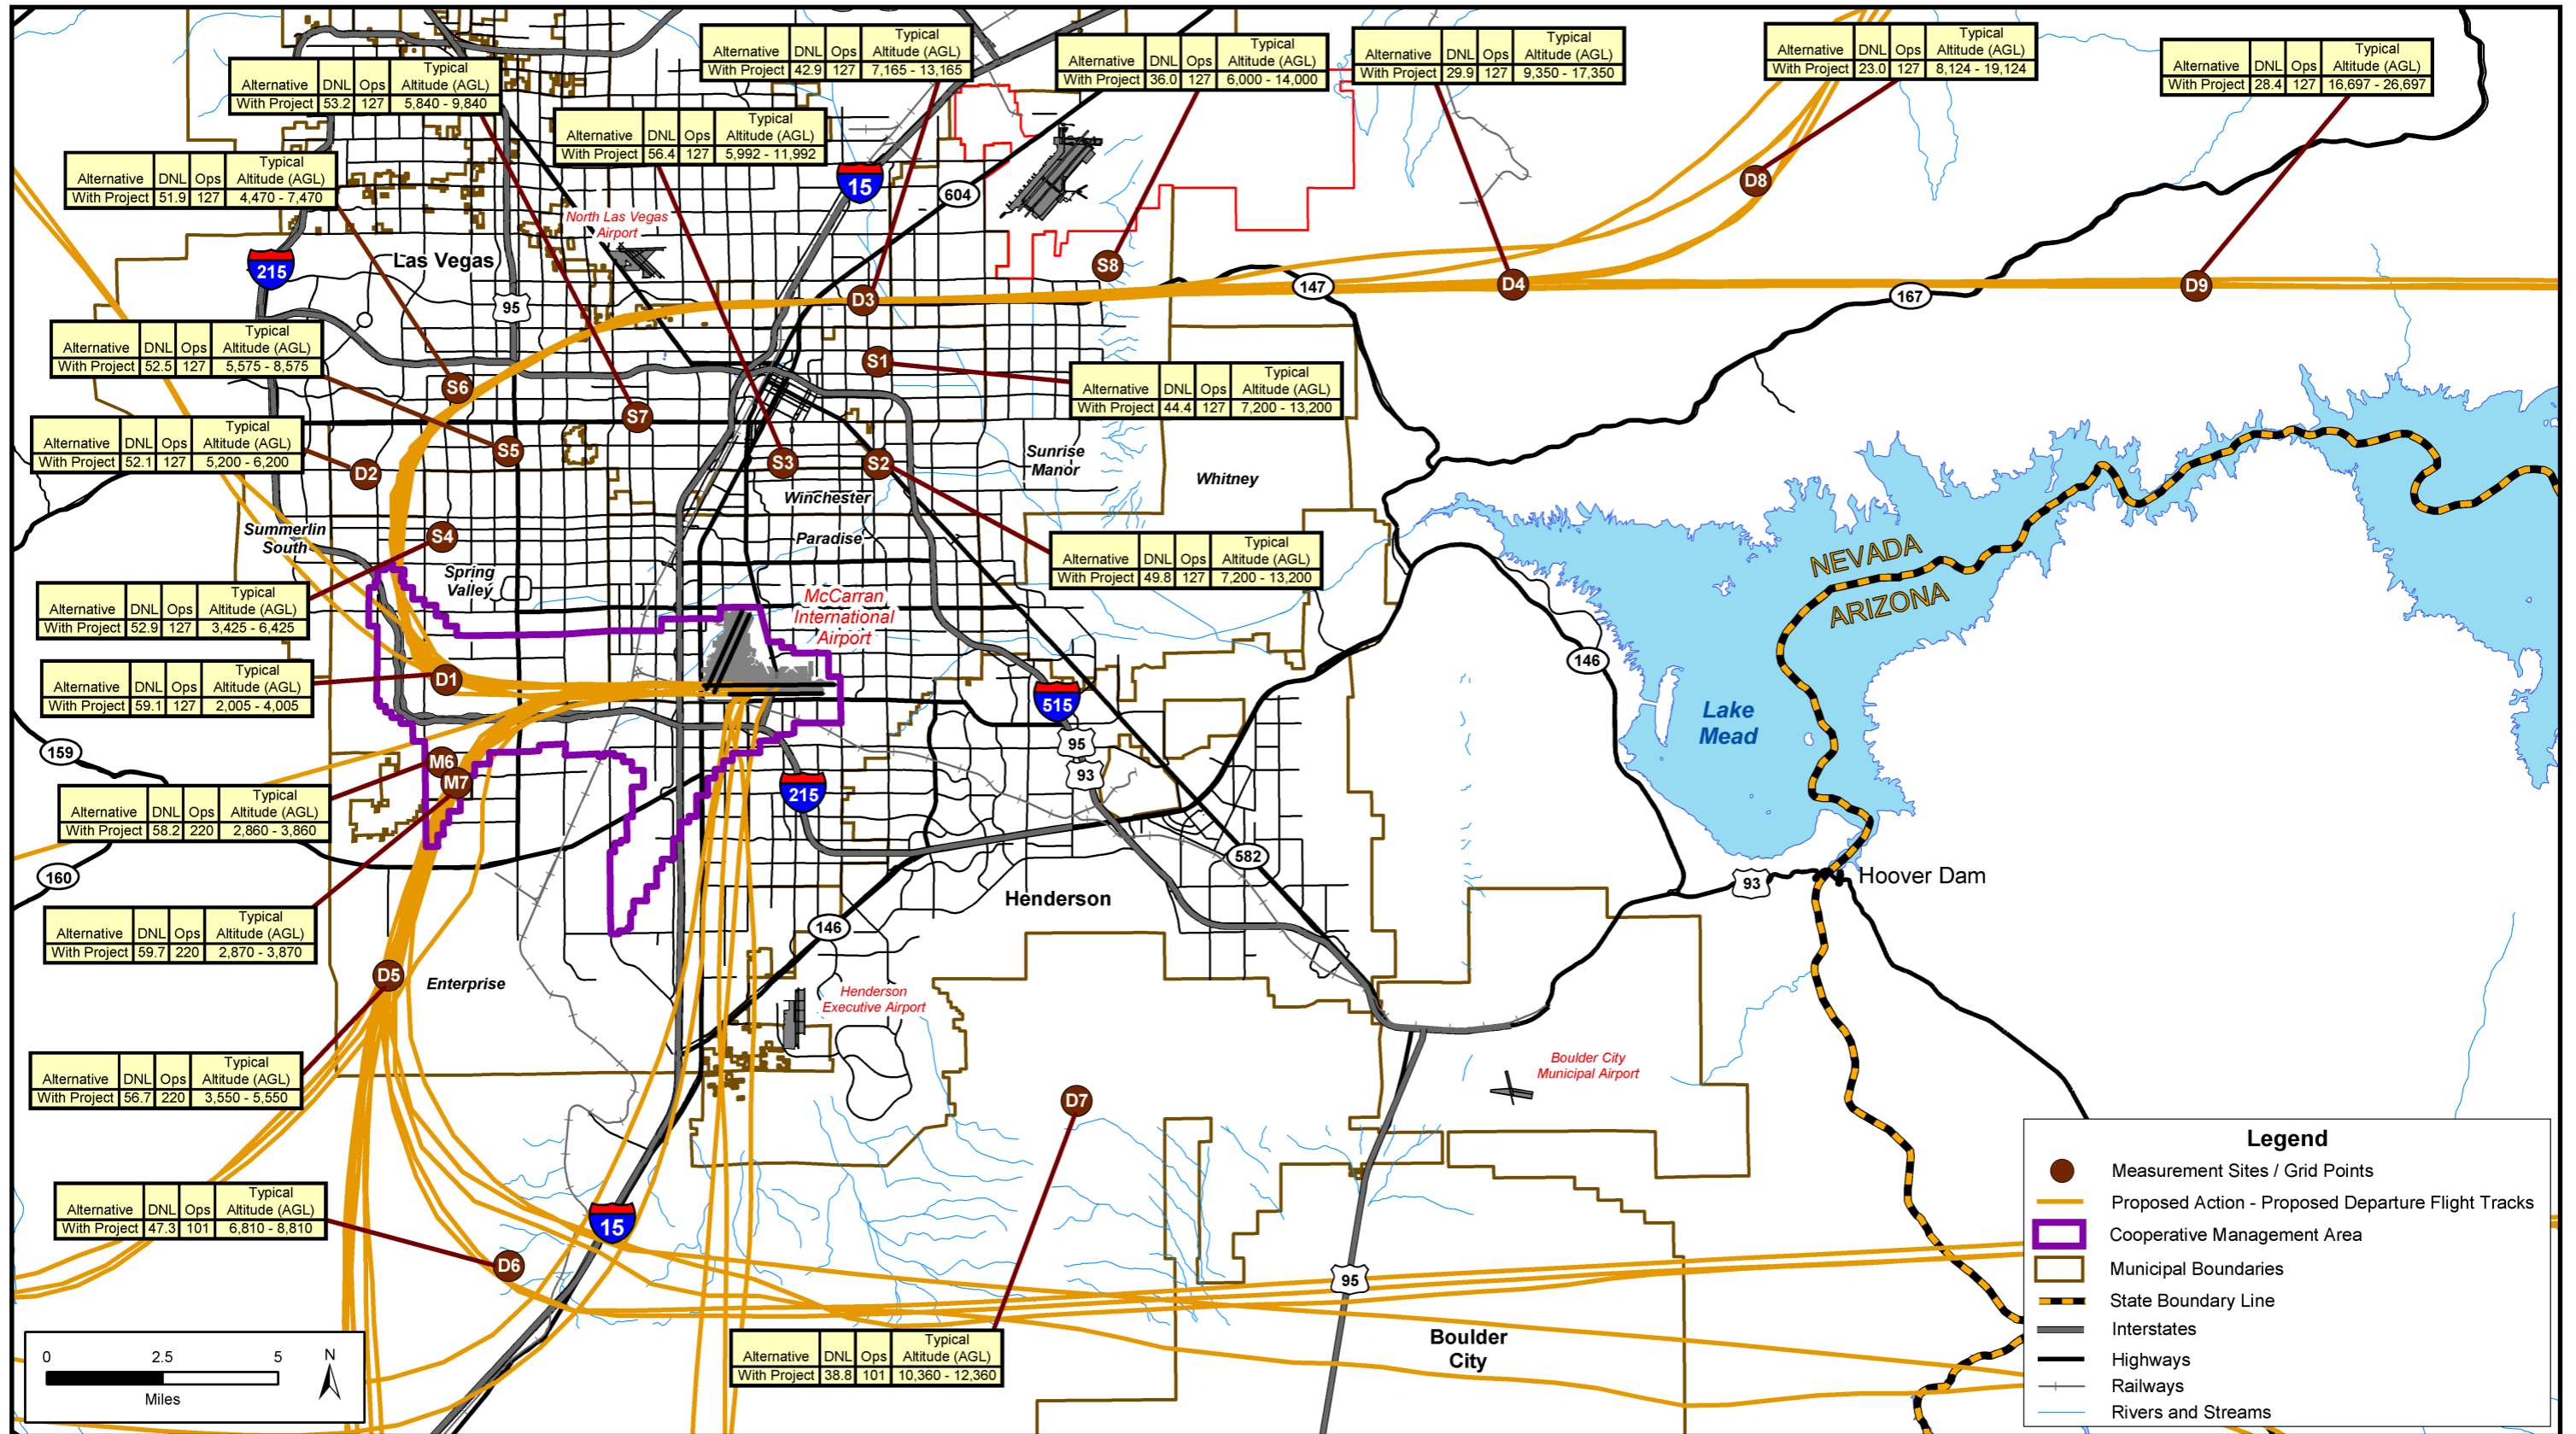 Alternative DNL Ops Typical Altitude (AGL)
With Project 53.2 127 5,840 - 9,840
Alternative DNL Ops Typical Altitude (AGL)
With Project 42.9 127 7,165 - 13,165
Alternative DNL Ops Typical Altitude (AGL)
With Project 36.0 127 6,000 - 14,000
Alternative DNL Ops Typical Altitude (AGL)
With Project 29.9 127 9,350 - 17,350
Alternative DNL Ops Typical Altitude (AGL)
With Project 23.0 127 8,124 - 19,124
Alternative DNL Ops Typical Altitude (AGL)
With Project 28.4 127 16,697 - 26,697
Alternative DNL Ops Typical Altitude (AGL)
With Project 56.4 127 5,992 - 11,992
Alternative DNL Ops Typical Altitude (AGL)
With Project 51.9 127 4,470 - 7,470
15
604
D8
North Las Vegas
Airport
Las Vegas
215
S8
95
D3
147
D4
167
D9
Alternative DNL Ops Typical Altitude (AGL)
With Project 52.5 127 5,575 - 8,575
S1
S6
Alternative DNL Ops Typical Altitude (AGL)
With Project 44.4 127 7,200 - 13,200
S7
Alternative DNL Ops Typical Altitude (AGL)
With Project 52.1 127 5,200 - 6,200
S5
D2
S3
S2
Sunrise
Manor
Whitney
Winchester
Summerlin
South
S4
Paradise
Alternative DNL Ops Typical Altitude (AGL)
With Project 49.8 127 7,200 - 13,200
NEVADA
ARIZONA
Spring
Valley
Alternative DNL Ops Typical Altitude (AGL)
With Project 52.9 127 3,425 - 6,425
McCarran
International
Airport
146
Alternative DNL Ops Typical Altitude (AGL)
With Project 59.1 127 2,005 - 4,005
D1
515
Lake
Mead
159
95
93
M6
M7
215
Alternative DNL Ops Typical Altitude (AGL)
With Project 58.2 220 2,860 - 3,860
582
160
93
Hoover Dam
Henderson
Alternative DNL Ops Typical Altitude (AGL)
With Project 59.7 220 2,870 - 3,870
146
D5
Enterprise
Henderson
Executive Airport
Alternative DNL Ops Typical Altitude (AGL)
With Project 56.7 220 3,550 - 5,550
Boulder City
Municipal Airport
D7
Alternative DNL Ops Typical Altitude (AGL)
With Project 47.3 101 6,810 - 8,810
15
D6
95
Alternative DNL Ops Typical Altitude (AGL)
With Project 38.8 101 10,360 - 12,360
Boulder
City
0 2.5 5
Miles
N
Legend
Measurement Sites / Grid Points
Proposed Action - Proposed Departure Flight Tracks
Cooperative Management Area
Municipal Boundaries
State Boundary Line
Interstates
Highways
Railways
Rivers and Streams